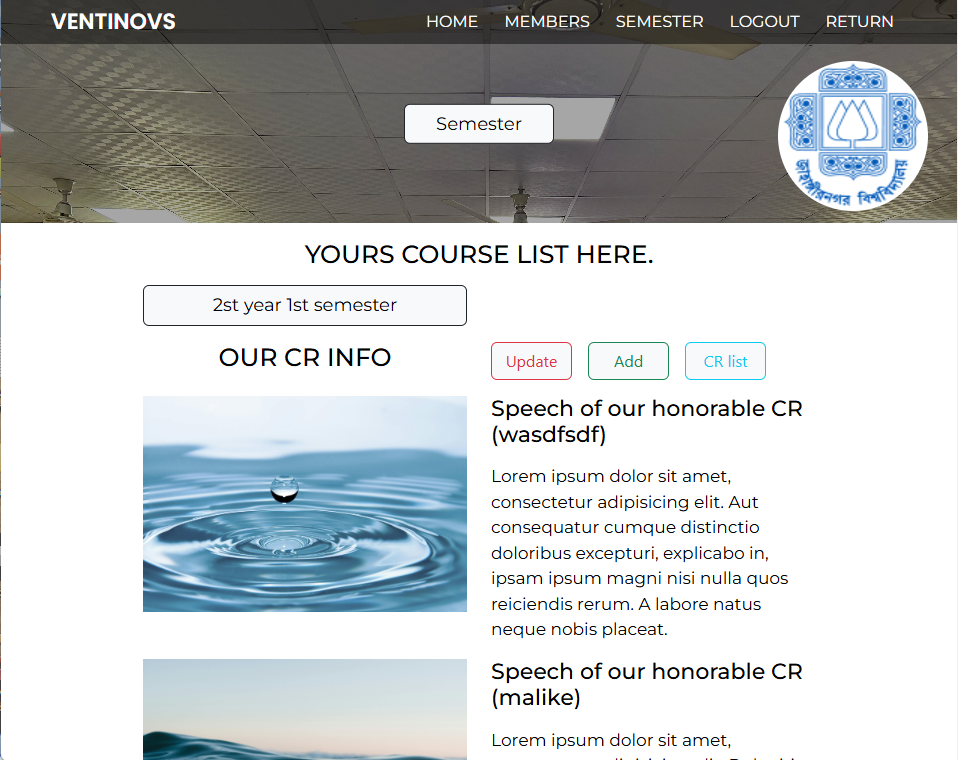 VENTINOVS
HOME MEMBERS SEMESTER LOGOUT RETURN
Semester
জাহাঙ্গীরনগর বিশ্ববিদ্যালয়
YOURS COURSE LIST HERE.
2st year 1st semester
OUR CR INFO
Update Add CR list
Speech of our honorable CR
(wasdfsdf)
Lorem ipsum dolor sit amet,
consectetur adipisicing elit. Aut
consequatur cumque distinctio
doloribus excepturi, explicabo in,
ipsam ipsum magni nisi nulla quos
reiciendis rerum. A labore natus
neque nobis placeat.
Speech of our honorable CR
(malike)
Lorem ipsum dolor sit amet,